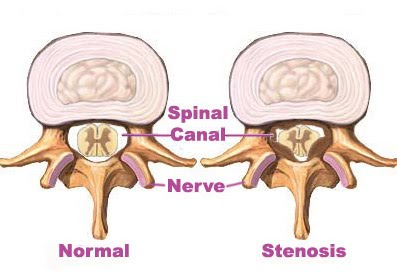 Spinal
Canal
Nerve
Normal
Stenosis